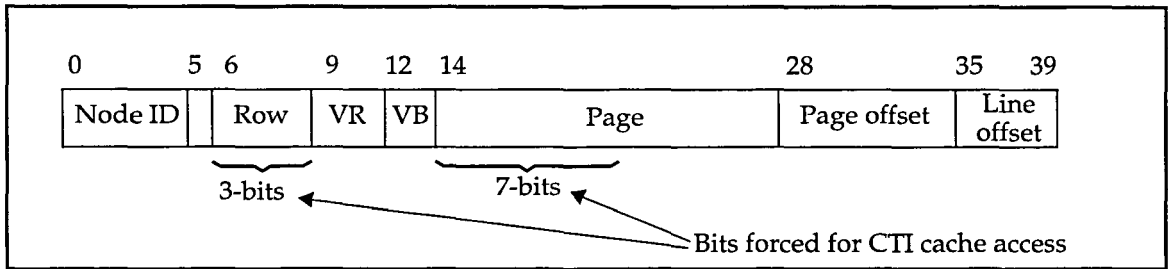 0 5 6 9 12 14 28 35 39
Node ID Row VR VB Page Page offset Line
offset
3-bits 7-bits
Bits forced for CTI cache access